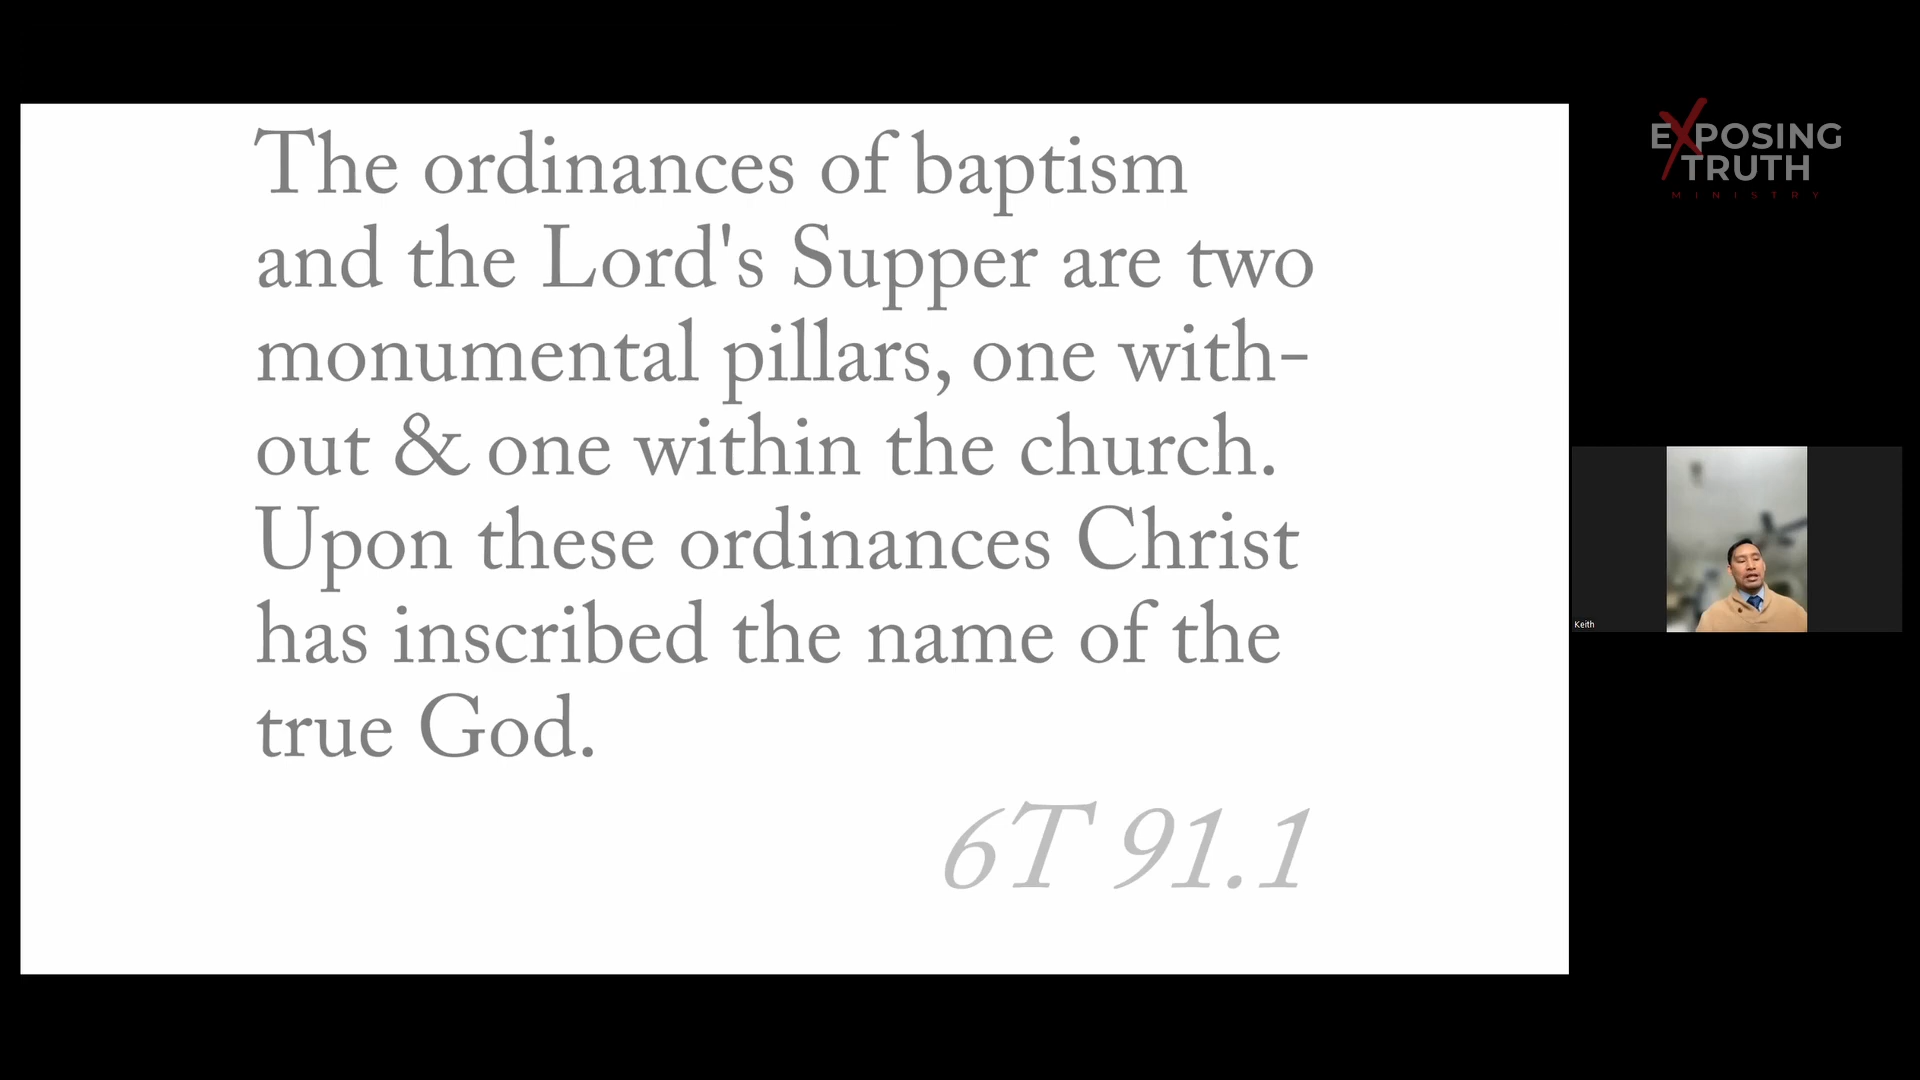 The ordinances of baptism
and the Lord's Supper are two
monumental pillars, one with-
out & one within the church.
Upon these ordinances Christ
has inscribed the name of the
true God.
6T 91.1
EXPOSING
TRUTH
MINISTRY
Keith